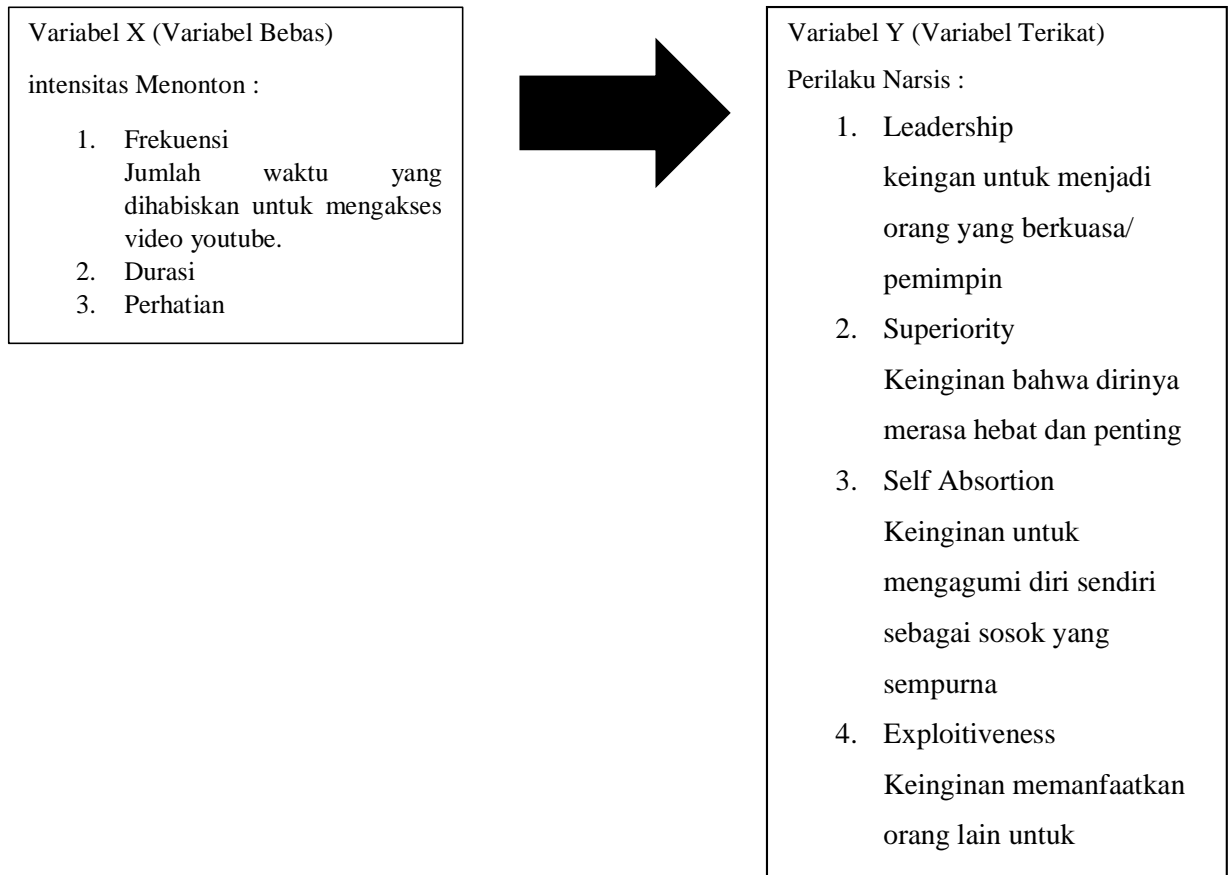 Variabel X (Variabel Bebas)
intensitas Menonton :
1. Frekuensi
Jumlah waktu yang
dihabiskan untuk mengakses
video youtube.
2. Durasi
3. Perhatian
Variabel Y (Variabel Terikat)
Perilaku Narsis :
1. Leadership
keingan untuk menjadi
orang yang berkuasa/
pemimpin
2. Superiority
Keinginan bahwa dirinya
merasa hebat dan penting
3. Self Absortion
Keinginan untuk
mengagumi diri sendiri
sebagai sosok yang
sempurna
4. Exploitiveness
Keinginan memanfaatkan
orang lain untuk